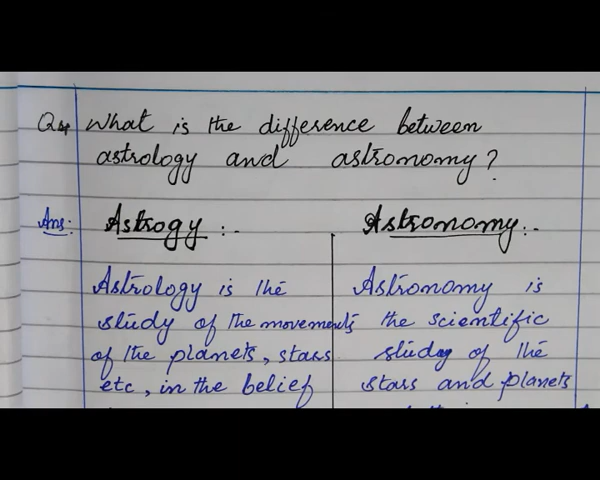 Q4 What is the difference between
astrology and astronomy?
Ans: Astrogy :-
Astrology is the
study of the movements
of the planets, stars
etc, in the belief
Astronomy :-
Astronomy is
the scientific
study of the
stars and planets